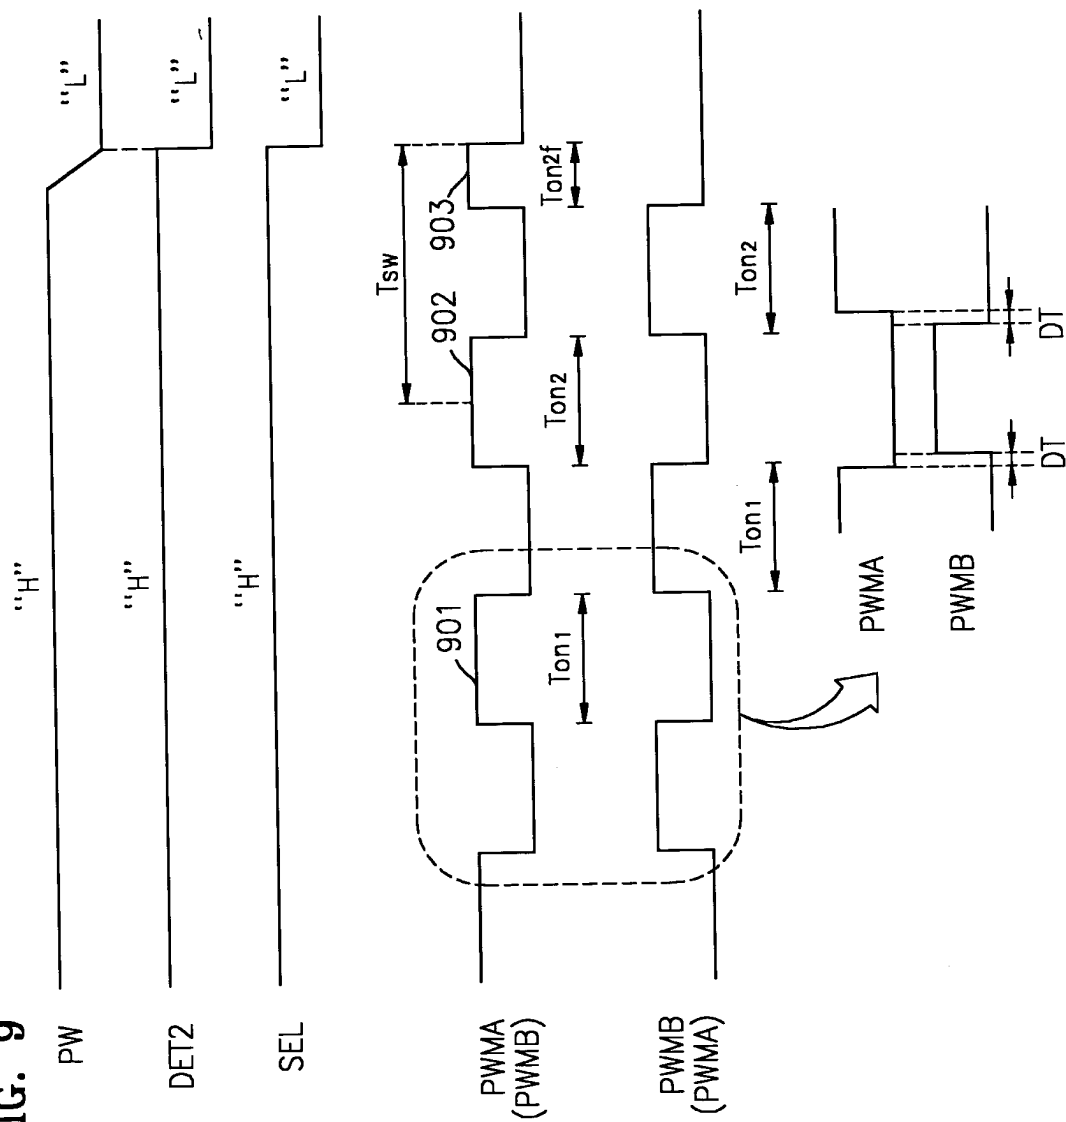 IG. 9
PW
"H"
"L"
DET2
"H"
"L"
SEL
"H"
"L"
PWMA
(PWMB)
901
902
903
Tsw
Ton1
Ton2
Ton2f
PWMB
(PWMA)
Ton1
Ton2
PWMA
PWMB
DT
DT